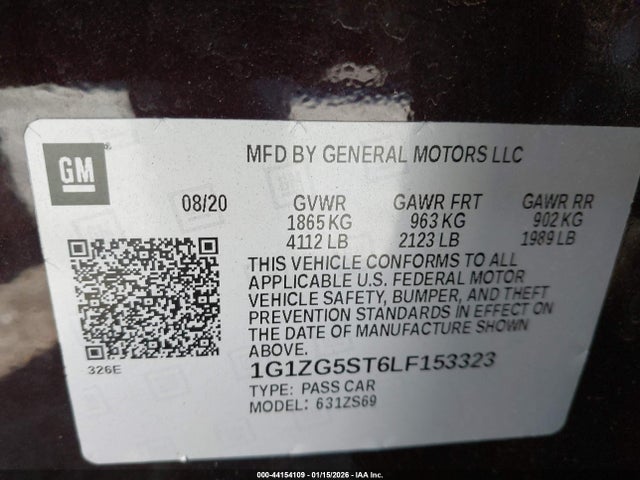 GM
MFD BY GENERAL MOTORS LLC
08/20 GVWR GAWR FRT GAWR RR
1865 KG 963 KG 902 KG
4112 LB 2123 LB 1989 LB
THIS VEHICLE CONFORMS TO ALL
APPLICABLE U.S. FEDERAL MOTOR
VEHICLE SAFETY, BUMPER, AND THEFT
PREVENTION STANDARDS IN EFFECT ON
THE DATE OF MANUFACTURE SHOWN
ABOVE.
326E
1G1ZG5ST6LF153323
TYPE: PASS CAR
MODEL: 631ZS69
000-44154109 - 01/15/2026 - IAA Inc.